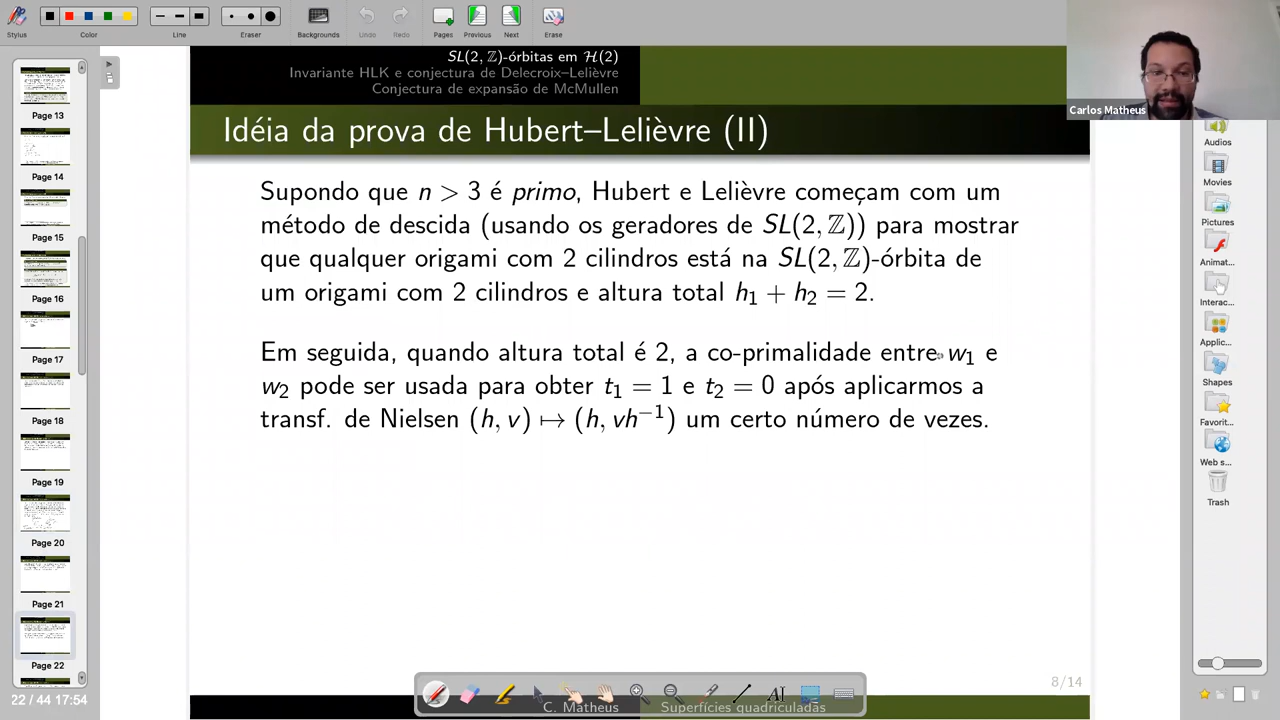 Stylus
Color
Line
Eraser
Backgrounds
Undo
Redo
Pages
Previous
Next
Erase
SL(2, ℤ)-órbitas em ℋ(2)
Invariante HLK e conjectura de Delecroix–Lelièvre
Conjectura de expansão de McMullen
Carlos Matheus
Idéia da prova de Hubert–Lelièvre (II)
Supondo que n > 3 é primo, Hubert e Lelièvre começam com um
método de descida (usando os geradores de SL(2, ℤ)) para mostrar
que qualquer origami com 2 cilindros está na SL(2, ℤ)-órbita de
um origami com 2 cilindros e altura total h₁ + h₂ = 2.
Em seguida, quando altura total é 2, a co-primalidade entre w₁ e
w₂ pode ser usada para obter t₁ = 1 e t₂ = 0 após aplicarmos a
transf. de Nielsen (h, v) ↦ (h, vh⁻¹) um certo número de vezes.
8/14
C. Matheus
Superfícies quadriculadas
Page 13
Page 14
Page 15
Page 16
Page 17
Page 18
Page 19
Page 20
Page 21
Page 22
22 / 44 17:54
Audios
Movies
Pictures
Animat...
Interac...
Applic...
Shapes
Favorit...
Web s...
Trash